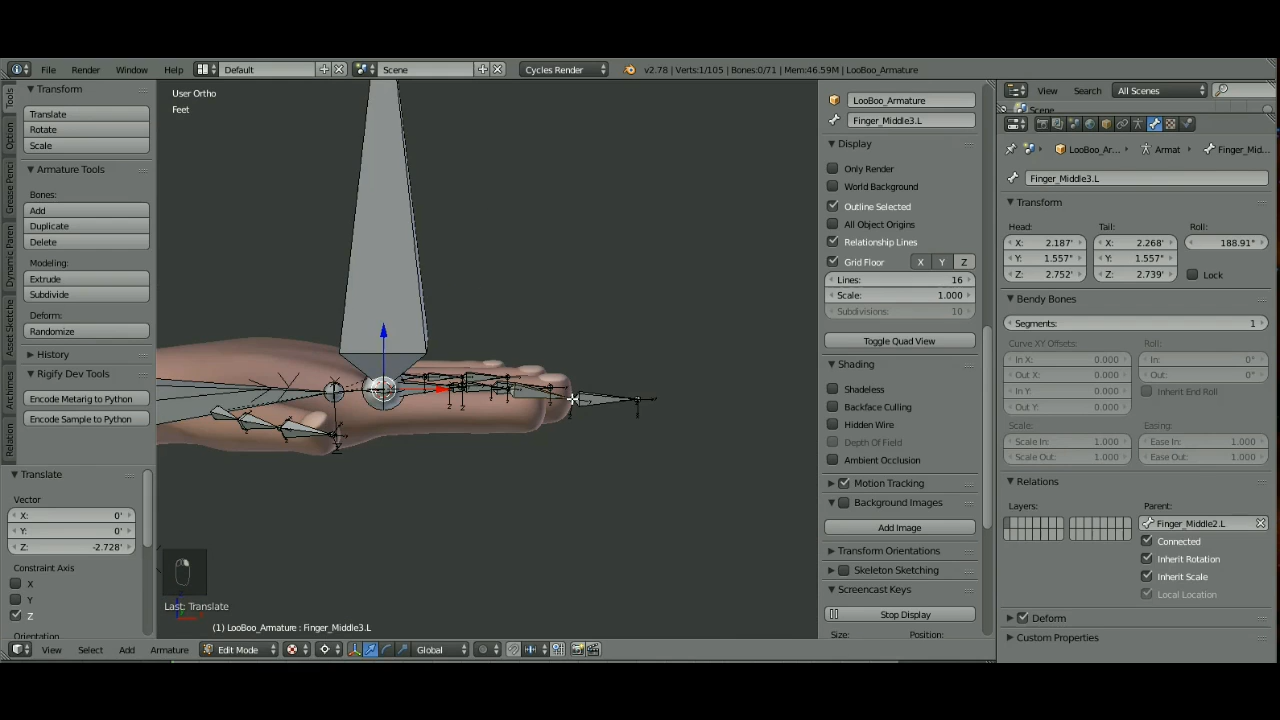 File Render Window Help Default Scene Cycles Render v2.78 | Verts:1/105 | Bones:0/71 | Mem:46.59M | LooBoo_Armature
View Search All Scenes
Scene
Tools
Option
Grease Penci
Dynamic Paren
Asset Sketche
Archimes
Relation
Transform
Translate
Rotate
Scale
Armature Tools
Bones:
Add
Duplicate
Delete
Modeling:
Extrude
Subdivide
Deform:
Randomize
History
Rigify Dev Tools
Encode Metarig to Python
Encode Sample to Python
Translate
Vector
X: 0'
Y: 0'
Z: -2.728'
Constraint Axis
X
Y
Z
Orientation
User Ortho
Feet
Last: Translate
(1) LooBoo_Armature : Finger_Middle3.L
View Select Add Armature Edit Mode Global
LooBoo_Armature
Finger_Middle3.L
Display
Only Render
World Background
Outline Selected
All Object Origins
Relationship Lines
Grid Floor X Y Z
Lines: 16
Scale: 1.000
Subdivisions: 10
Toggle Quad View
Shading
Shadeless
Backface Culling
Hidden Wire
Depth Of Field
Ambient Occlusion
Motion Tracking
Background Images
Add Image
Transform Orientations
Skeleton Sketching
Screencast Keys
Stop Display
Size: Position:
LooBoo_Ar... Armat Finger_Mid...
Finger_Middle3.L
Transform
Head: Tail: Roll:
X: 2.187' X: 2.268' 188.91°
Y: 1.557' Y: 1.557' Lock
Z: 2.752' Z: 2.739'
Bendy Bones
Segments: 1
Curve XY Offsets: Roll:
In X: 0.000 In: 0°
Out X: 0.000 Out: 0°
In Y: 0.000 Inherit End Roll
Out Y: 0.000 Easing:
Scale In: 1.000 Ease In: 1.000
Scale Out: 1.000 Ease Out: 1.000
Relations
Layers: Parent:
Finger_Middle2.L
Connected
Inherit Rotation
Inherit Scale
Local Location
Deform
Custom Properties